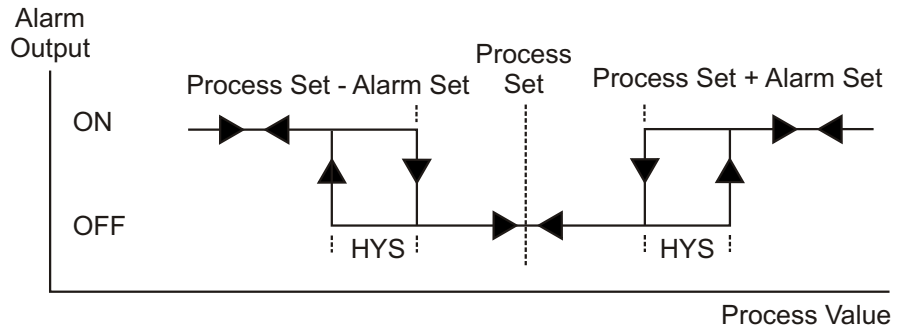 Alarm
Output
Process
Set
Process Set - Alarm Set
Process Set + Alarm Set
ON
OFF
HYS
HYS
Process Value